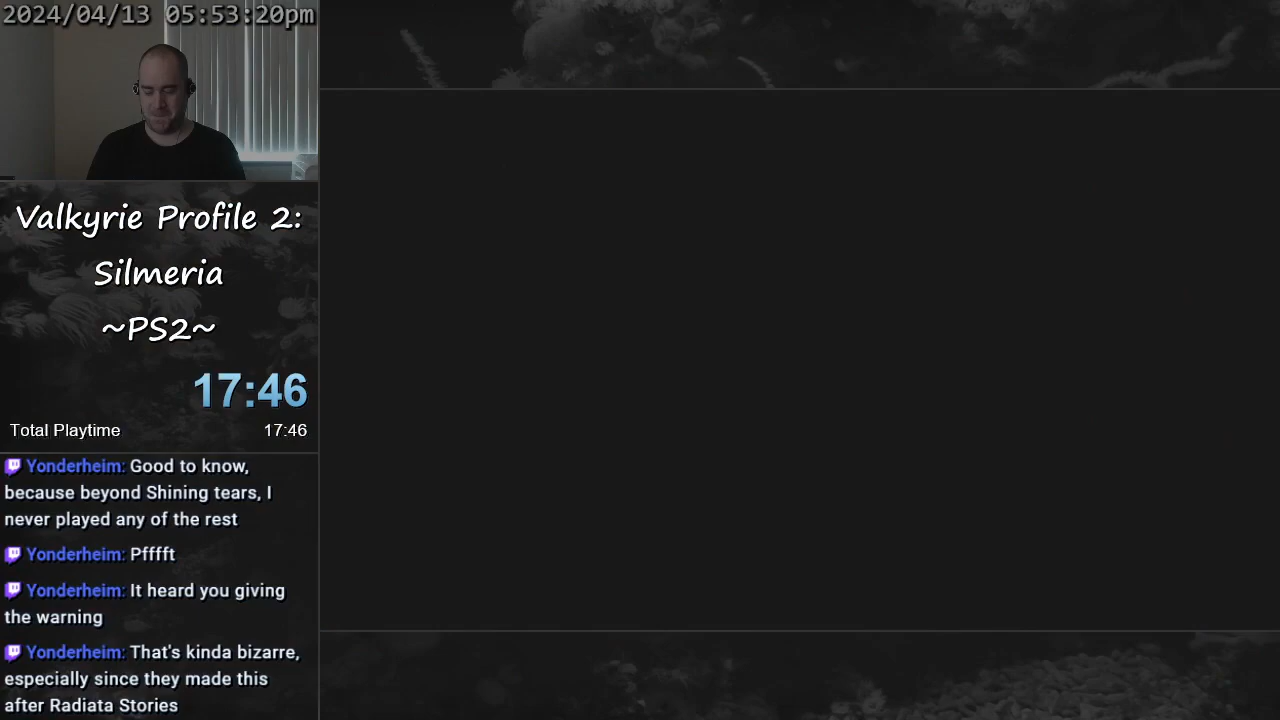 2024/04/13 05:53:20pm
Valkyrie Profile 2:
Silmeria
~PS2~
17:46
Total Playtime 17:46
Yonderheim: Good to know,
because beyond Shining tears, I
never played any of the rest
Yonderheim: Pfffft
Yonderheim: It heard you giving
the warning
Yonderheim: That's kinda bizarre,
especially since they made this
after Radiata Stories